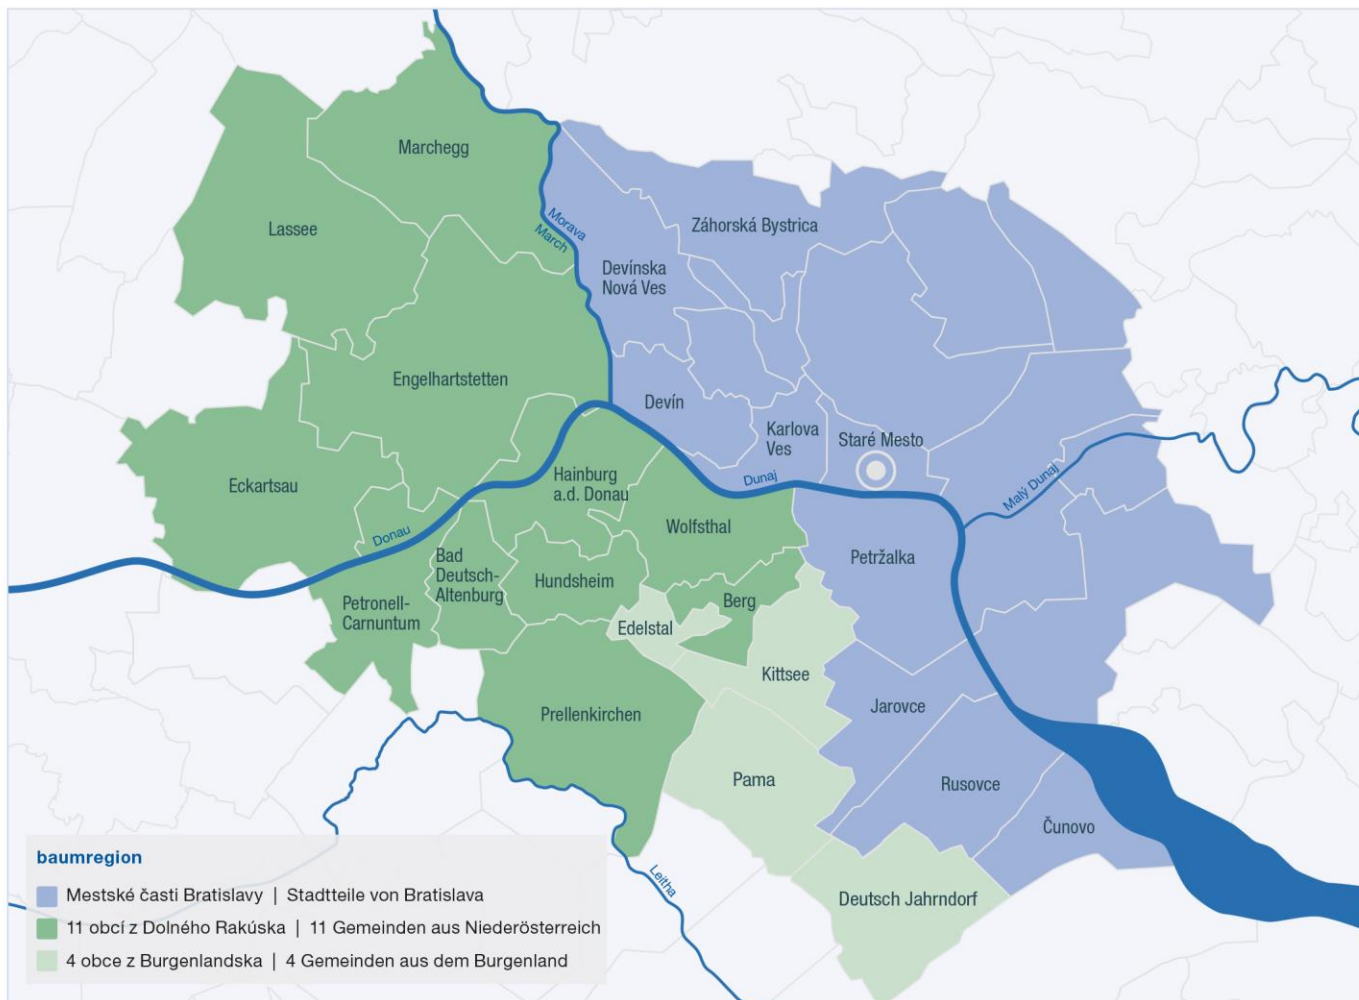 Marchegg
Lassee
Morava
March
Záhorská Bystrica
Devínska
Nová Ves
Engelhartstetten
Devín
Karlova
Ves
Staré Mesto
Eckartsau
Hainburg
a.d. Donau
Dunaj
Malý Dunaj
Donau
Wolfsthal
Petržalka
Bad
Deutsch-
Altenburg
Hundsheim
Petronell-
Carnuntum
Berg
Edelstal
Kittsee
Prellenkirchen
Jarovce
Pama
Rusovce
Čunovo
Leitha
Deutsch Jahrndorf
baumregion
Mestské časti Bratislavy | Stadtteile von Bratislava
11 obcí z Dolného Rakúska | 11 Gemeinden aus Niederösterreich
4 obce z Burgenlandska | 4 Gemeinden aus dem Burgenland